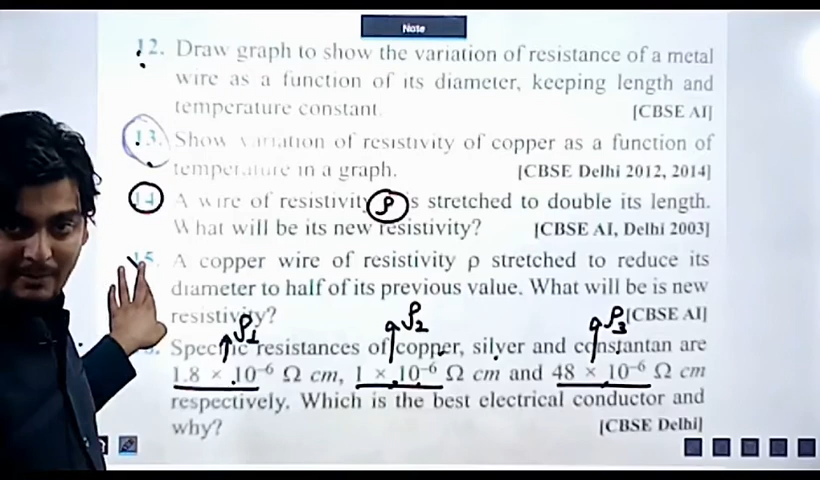 Note
12. Draw graph to show the variation of resistance of a metal
wire as a function of its diameter, keeping length and
temperature constant. [CBSE AI]
13. Show variation of resistivity of copper as a function of
temperature in a graph. [CBSE Delhi 2012, 2014]
14. A wire of resistivity ρ is stretched to double its length.
What will be its new resistivity? [CBSE AI, Delhi 2003]
15. A copper wire of resistivity ρ stretched to reduce its
diameter to half of its previous value. What will be is new
resistivity? [CBSE AI]
ρ1 ρ2 ρ3
Specific resistances of copper, silver and constantan are
1.8 × 10⁻⁶ Ω cm, 1 × 10⁻⁶ Ω cm and 48 × 10⁻⁶ Ω cm
respectively. Which is the best electrical conductor and
why? [CBSE Delhi]